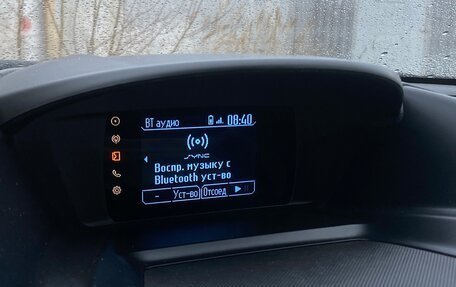 BT аудио 08:40
SYNC
Воспр. музыку с
Bluetooth уст-во
– Уст-во Отсоед